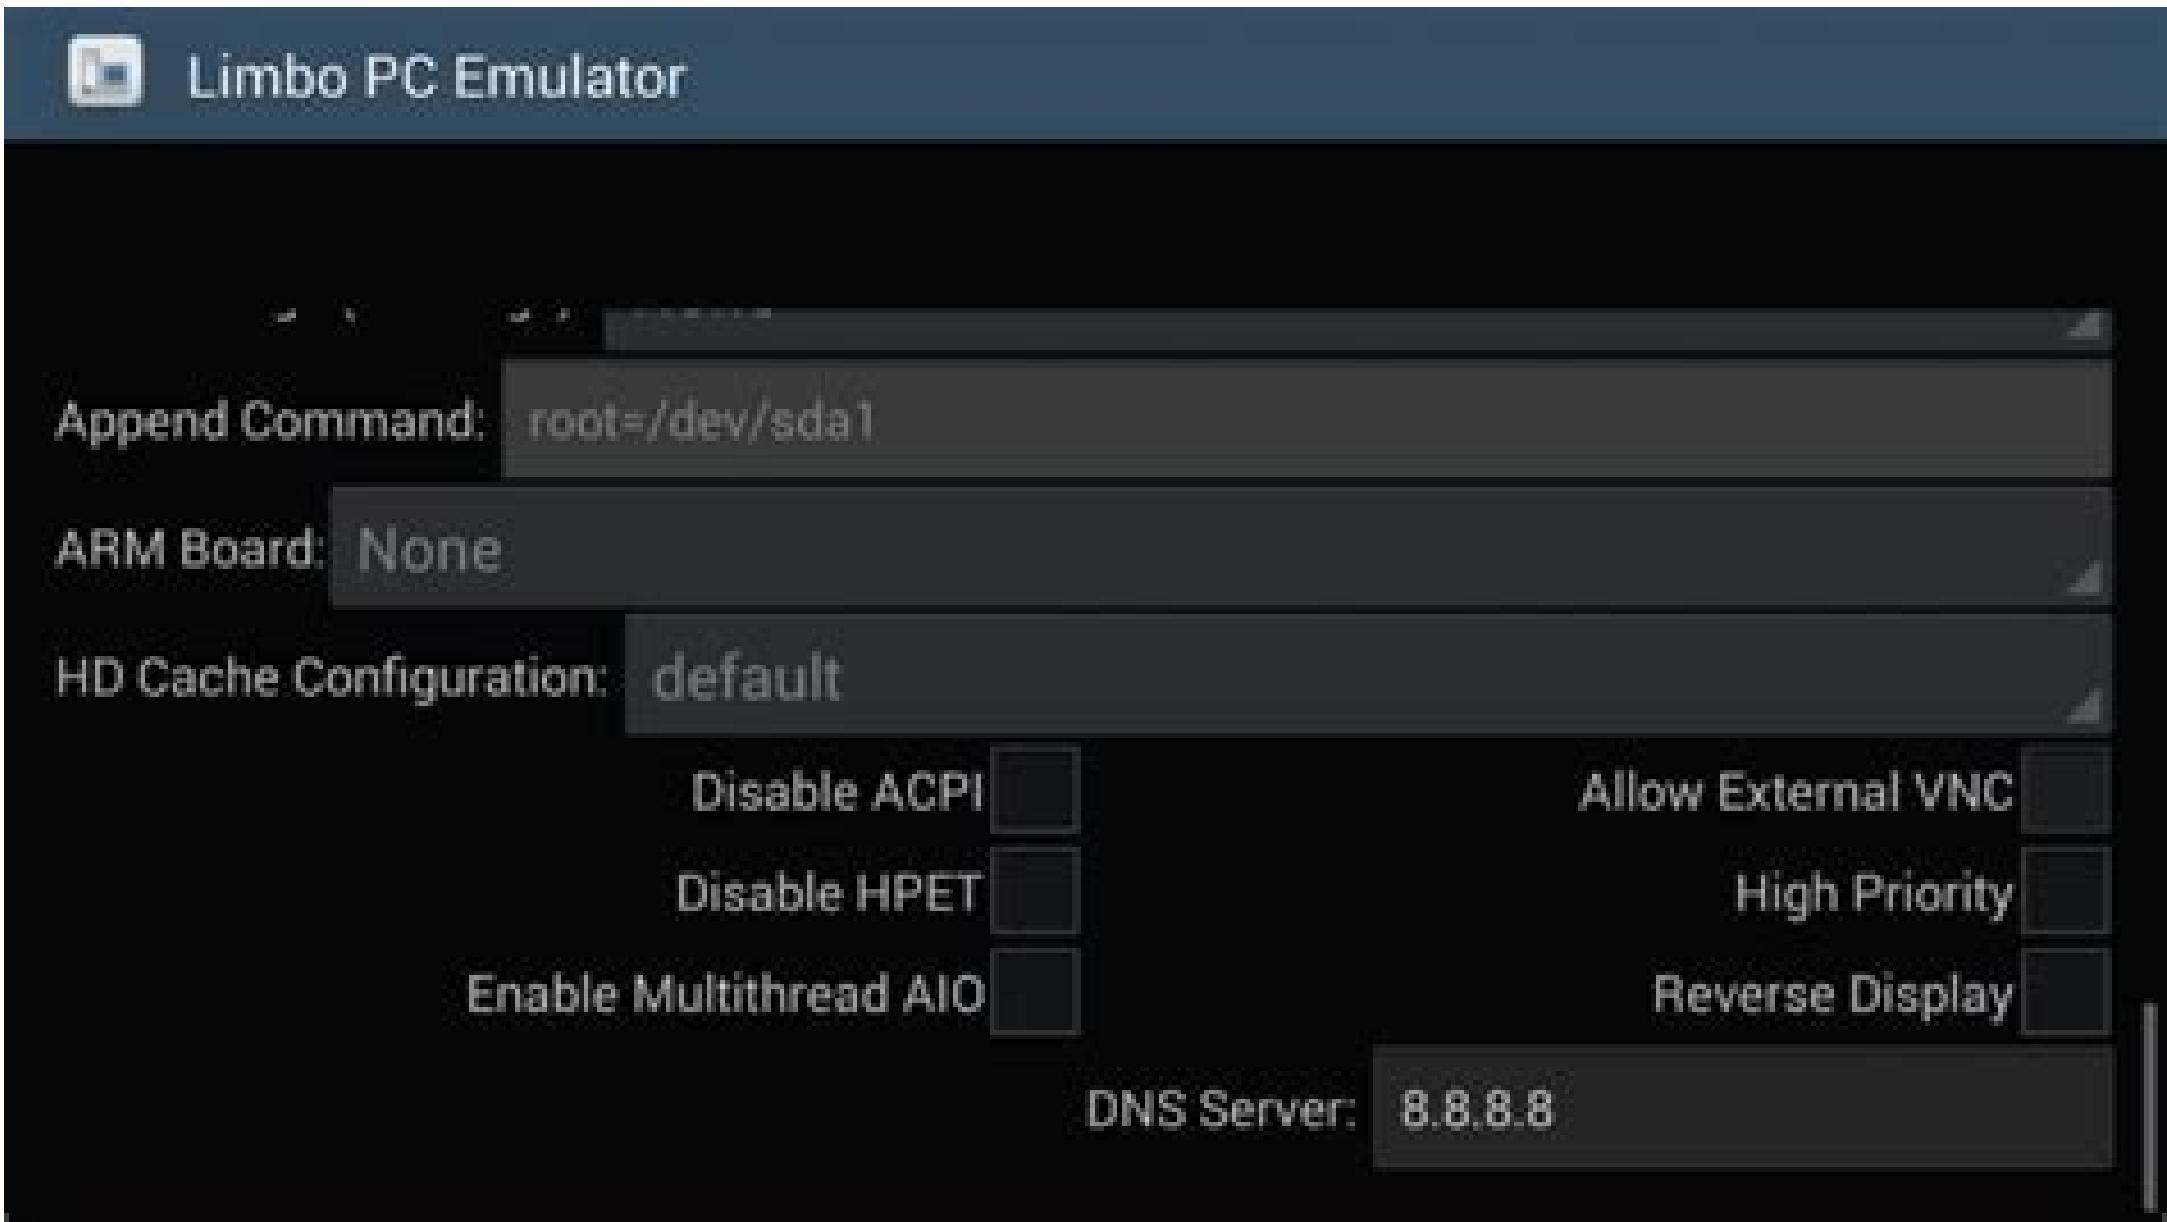 Limbo PC Emulator
Append Command: root=/dev/sda1
ARM Board: None
HD Cache Configuration: default
Disable ACPI Allow External VNC
Disable HPET High Priority
Enable Multithread AIO Reverse Display
DNS Server: 8.8.8.8